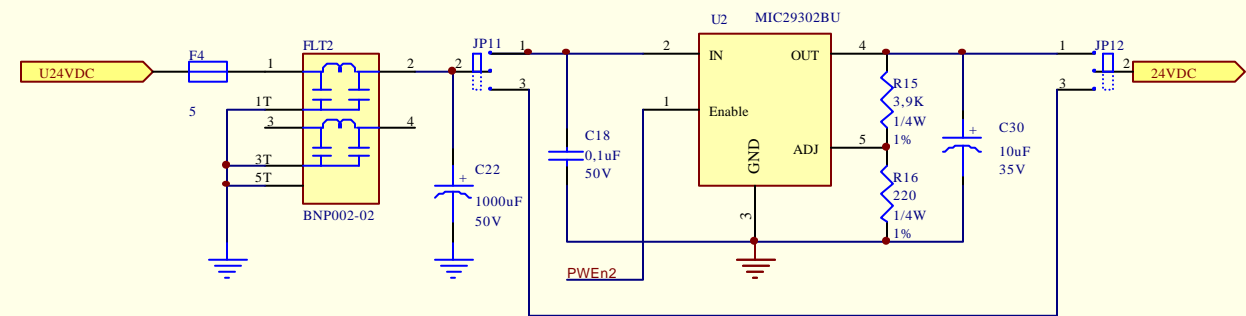 U2 MIC29302BU
F4
FLT2
JP11
JP12
U24VDC
24VDC
1
2
2
1
3
2
IN
OUT
4
1
2
3
5
1T
3
4
3T
5T
BNP002-02
C22
1000uF
50V
C18
0,1uF
50V
1
Enable
GND
ADJ
5
3
R15
3,9K
1/4W
1%
R16
220
1/4W
1%
C30
10uF
35V
+
+
PWEn2